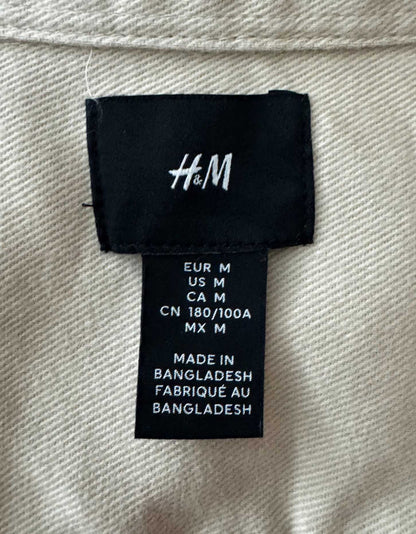 H&M
EUR M
US M
CA M
CN 180/100A
MX M
MADE IN
BANGLADESH
FABRIQUÉ AU
BANGLADESH